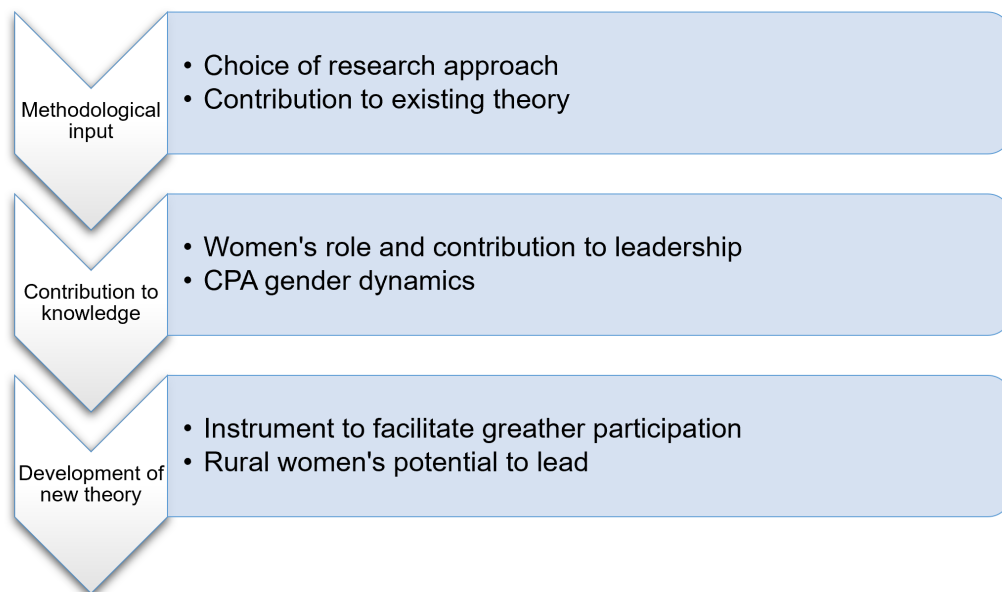 Methodological
input
• Choice of research approach
• Contribution to existing theory
Contribution to
knowledge
• Women's role and contribution to leadership
• CPA gender dynamics
Development of
new theory
• Instrument to facilitate greather participation
• Rural women's potential to lead